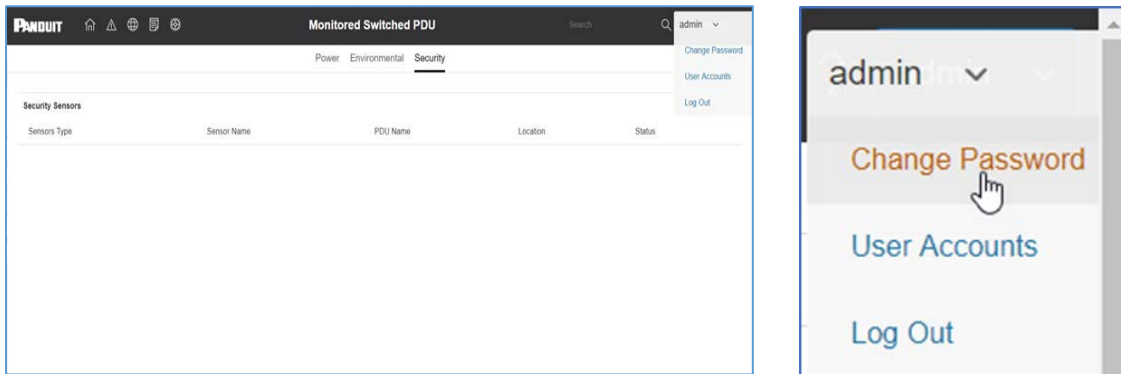 PANDUIT Monitored Switched PDU Search admin
Power Environmental Security
Change Password
User Accounts
Log Out
Security Sensors
Sensors Type Sensor Name PDU Name Location Status
admin
Change Password
User Accounts
Log Out